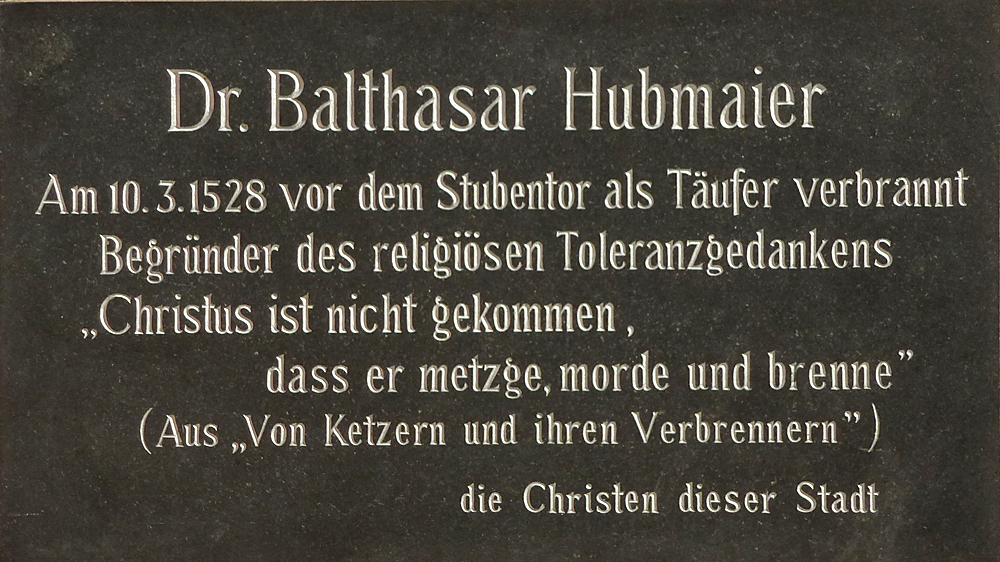 Dr. Balthasar Hubmaier
Am 10.3.1528 vor dem Stubentor als Täufer verbrannt
Begründer des religiösen Toleranzgedankens
„Christus ist nicht gekommen,
dass er metzge, morde und brenne”
(Aus „Von Ketzern und ihren Verbrennern”)
die Christen dieser Stadt